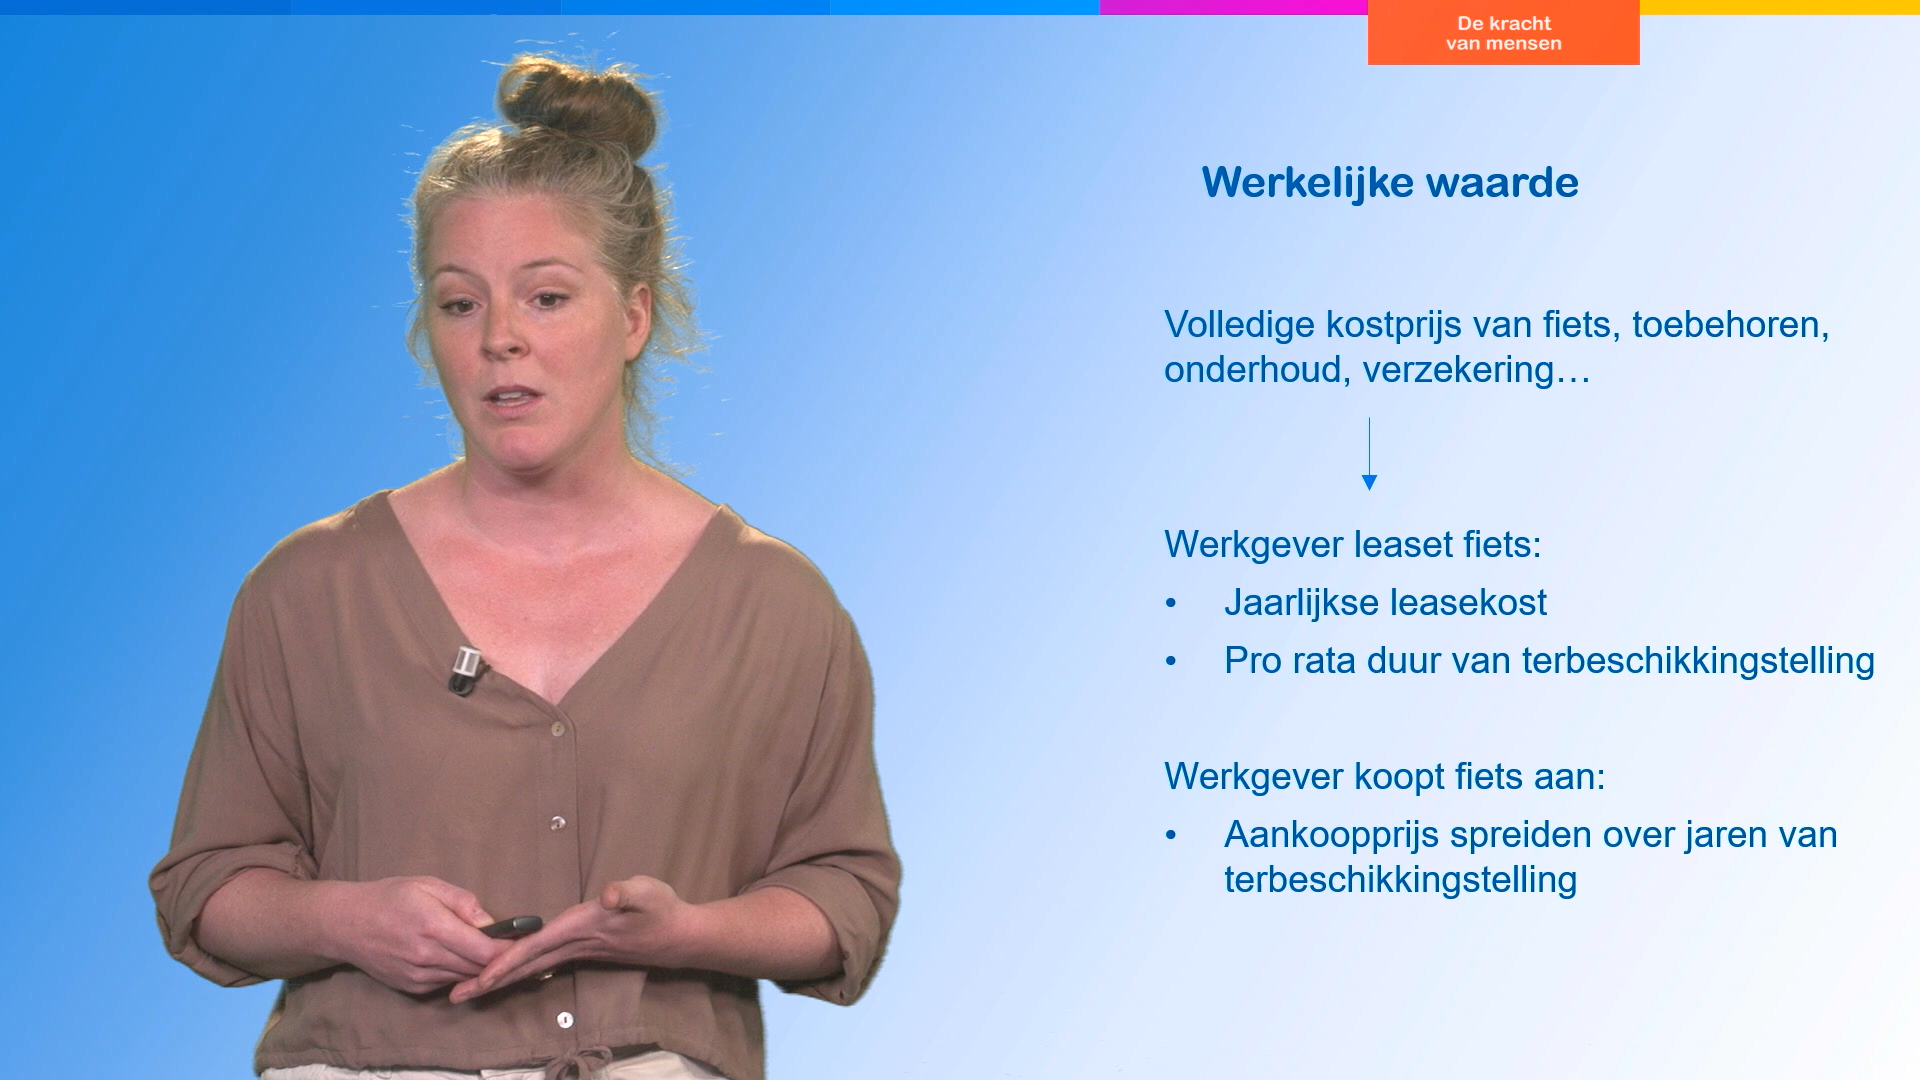 De kracht
van mensen
Werkelijke waarde
Volledige kostprijs van fiets, toebehoren,
onderhoud, verzekering…
Werkgever leaset fiets:
• Jaarlijkse leasekost
• Pro rata duur van terbeschikkingstelling
Werkgever koopt fiets aan:
• Aankoopprijs spreiden over jaren van
terbeschikkingstelling